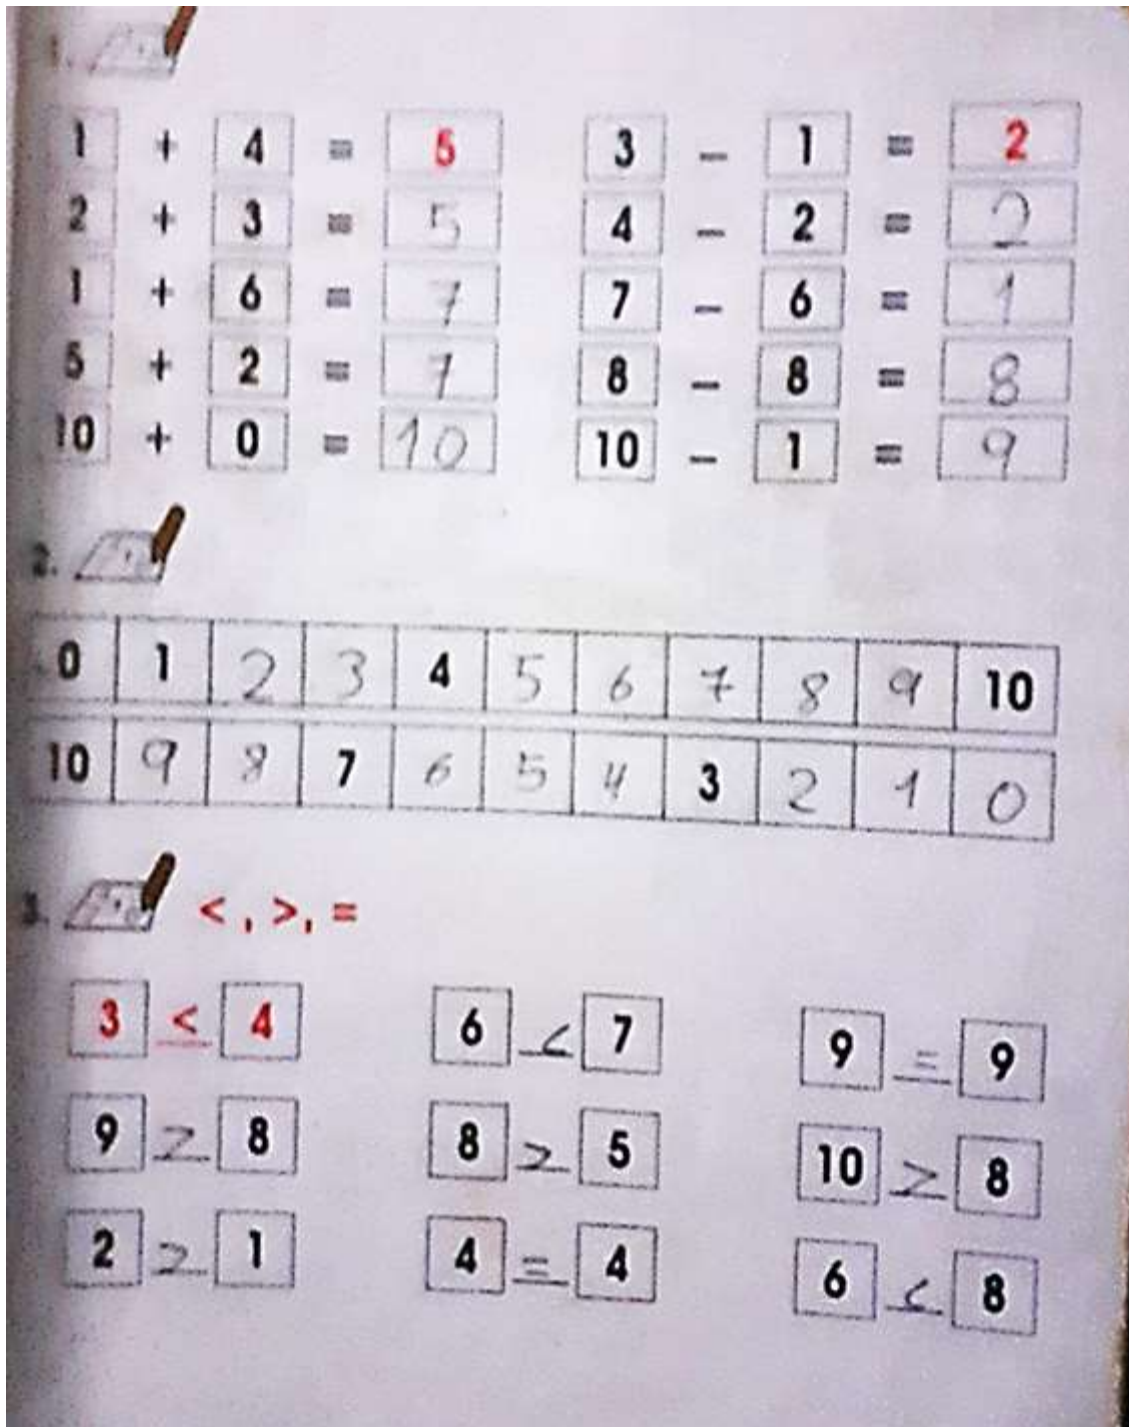 1.
1 + 4 = 5 3 - 1 = 2
2 + 3 = 5 4 - 2 = 2
1 + 6 = 7 7 - 6 = 1
5 + 2 = 7 8 - 8 = 8
10 + 0 = 10 10 - 1 = 9
2.
0 1 2 3 4 5 6 7 8 9 10
10 9 8 7 6 5 4 3 2 1 0
3. < , >, =
3 < 4 6 < 7 9 = 9
9 > 8 8 > 5 10 > 8
2 > 1 4 = 4 6 < 8